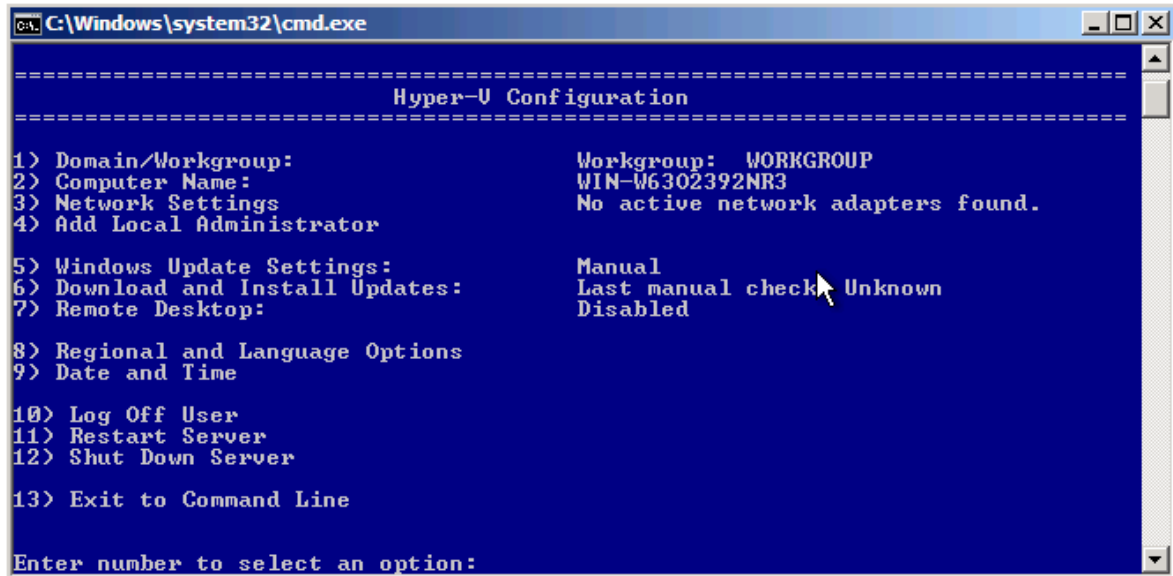 C:\Windows\system32\cmd.exe
===============================================================================
Hyper-V Configuration
===============================================================================
1) Domain/Workgroup: Workgroup: WORKGROUP
2) Computer Name: WIN-W63O2392NR3
3) Network Settings No active network adapters found.
4) Add Local Administrator
5) Windows Update Settings: Manual
6) Download and Install Updates: Last manual check: Unknown
7) Remote Desktop: Disabled
8) Regional and Language Options
9) Date and Time
10) Log Off User
11) Restart Server
12) Shut Down Server
13) Exit to Command Line
Enter number to select an option: